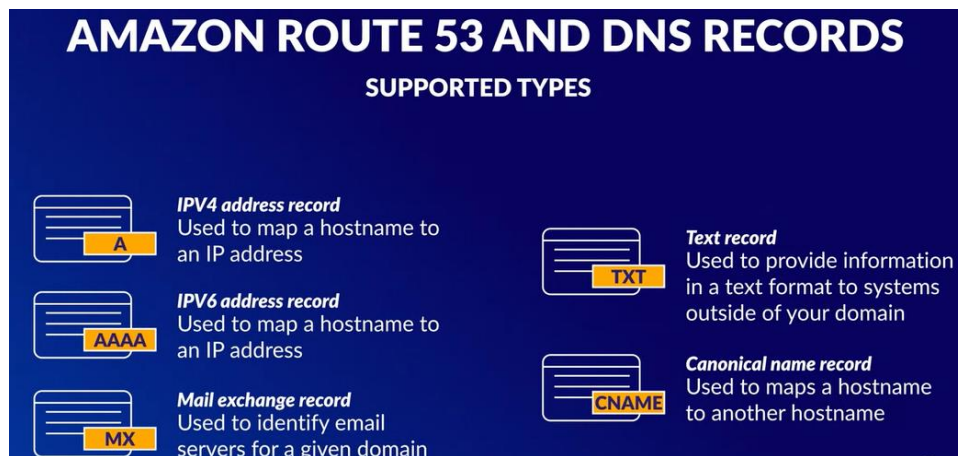 AMAZON ROUTE 53 AND DNS RECORDS
SUPPORTED TYPES
A
IPV4 address record
Used to map a hostname to
an IP address
AAAA
IPV6 address record
Used to map a hostname to
an IP address
MX
Mail exchange record
Used to identify email
servers for a given domain
TXT
Text record
Used to provide information
in a text format to systems
outside of your domain
CNAME
Canonical name record
Used to maps a hostname
to another hostname